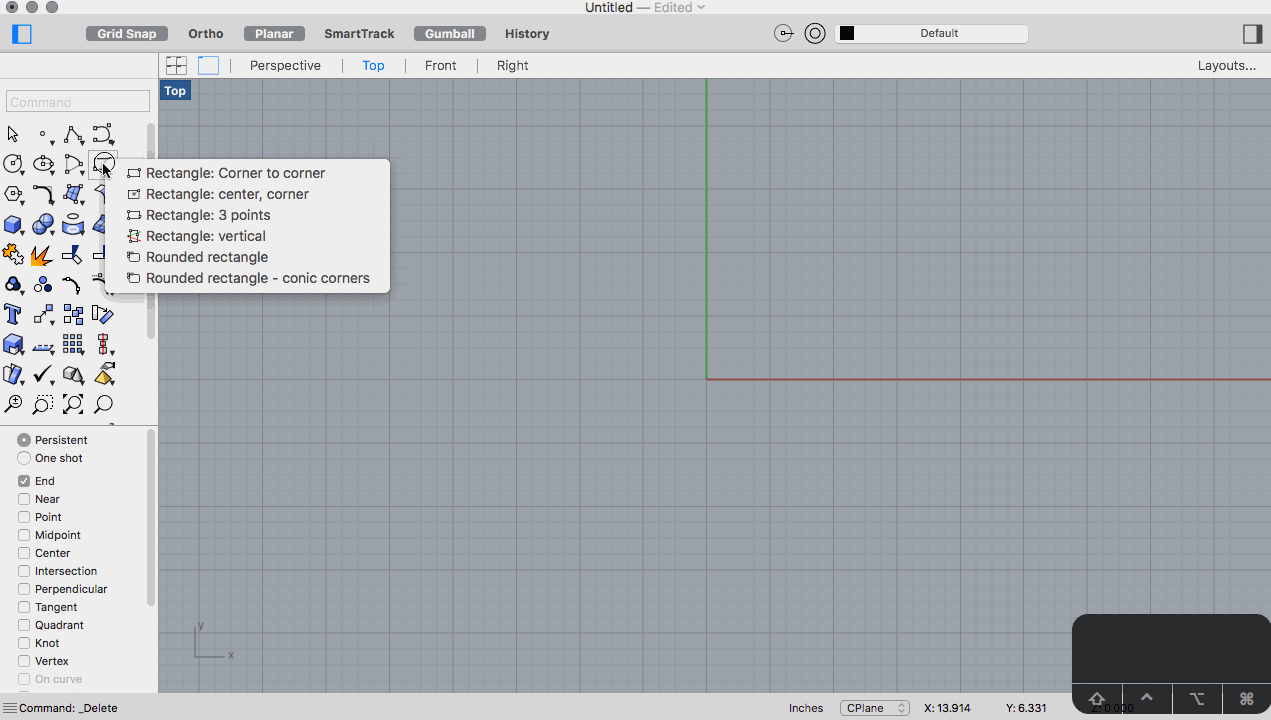 Untitled — Edited
Grid Snap Ortho Planar SmartTrack Gumball History Default
Perspective Top Front Right Layouts...
Top
Command
Rectangle: Corner to corner
Rectangle: center, corner
Rectangle: 3 points
Rectangle: vertical
Rounded rectangle
Rounded rectangle - conic corners
Persistent
One shot
End
Near
Point
Midpoint
Center
Intersection
Perpendicular
Tangent
Quadrant
Knot
Vertex
On curve
y
x
Command: _Delete Inches CPlane X: 13.914 Y: 6.331 Z: 0.000